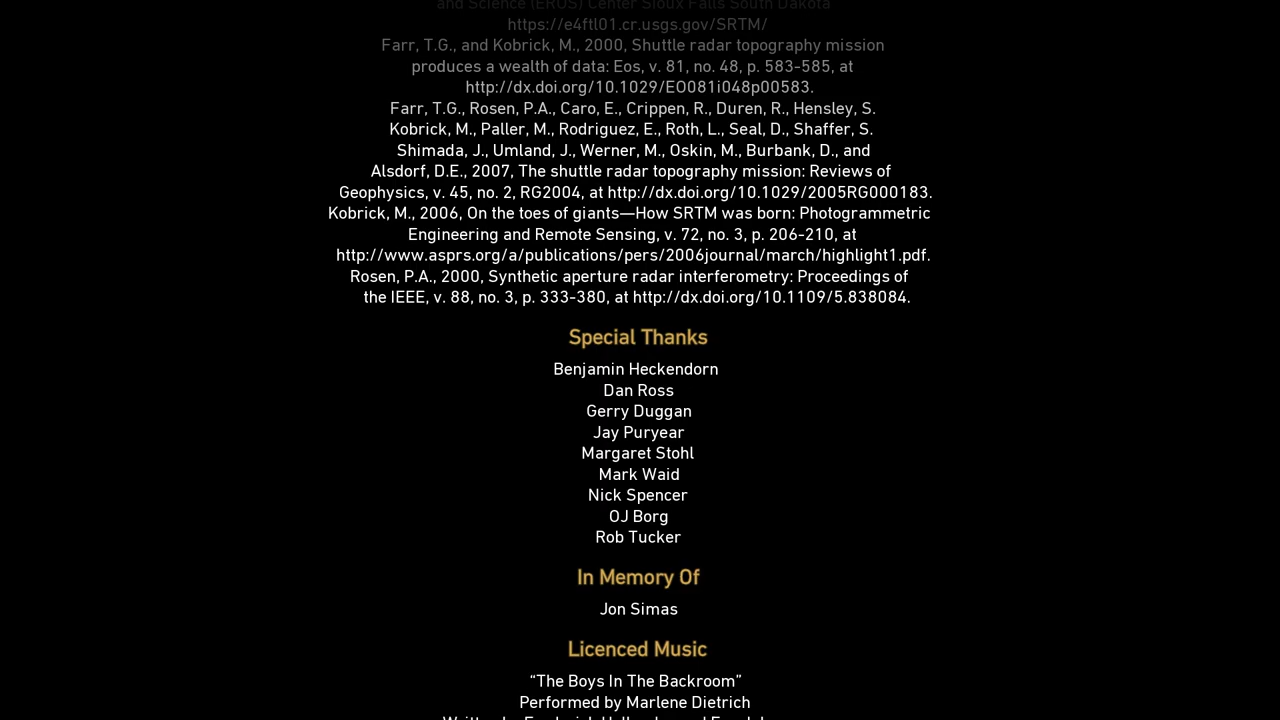 and Science (EROS) Center Sioux Falls South Dakota
https://e4ftl01.cr.usgs.gov/SRTM/
Farr, T.G., and Kobrick, M., 2000, Shuttle radar topography mission
produces a wealth of data: Eos, v. 81, no. 48, p. 583-585, at
http://dx.doi.org/10.1029/EO081i048p00583.
Farr, T.G., Rosen, P.A., Caro, E., Crippen, R., Duren, R., Hensley, S.
Kobrick, M., Paller, M., Rodriguez, E., Roth, L., Seal, D., Shaffer, S.
Shimada, J., Umland, J., Werner, M., Oskin, M., Burbank, D., and
Alsdorf, D.E., 2007, The shuttle radar topography mission: Reviews of
Geophysics, v. 45, no. 2, RG2004, at http://dx.doi.org/10.1029/2005RG000183.
Kobrick, M., 2006, On the toes of giants—How SRTM was born: Photogrammetric
Engineering and Remote Sensing, v. 72, no. 3, p. 206-210, at
http://www.asprs.org/a/publications/pers/2006journal/march/highlight1.pdf.
Rosen, P.A., 2000, Synthetic aperture radar interferometry: Proceedings of
the IEEE, v. 88, no. 3, p. 333-380, at http://dx.doi.org/10.1109/5.838084.
Special Thanks
Benjamin Heckendorn
Dan Ross
Gerry Duggan
Jay Puryear
Margaret Stohl
Mark Waid
Nick Spencer
OJ Borg
Rob Tucker
In Memory Of
Jon Simas
Licenced Music
“The Boys In The Backroom”
Performed by Marlene Dietrich